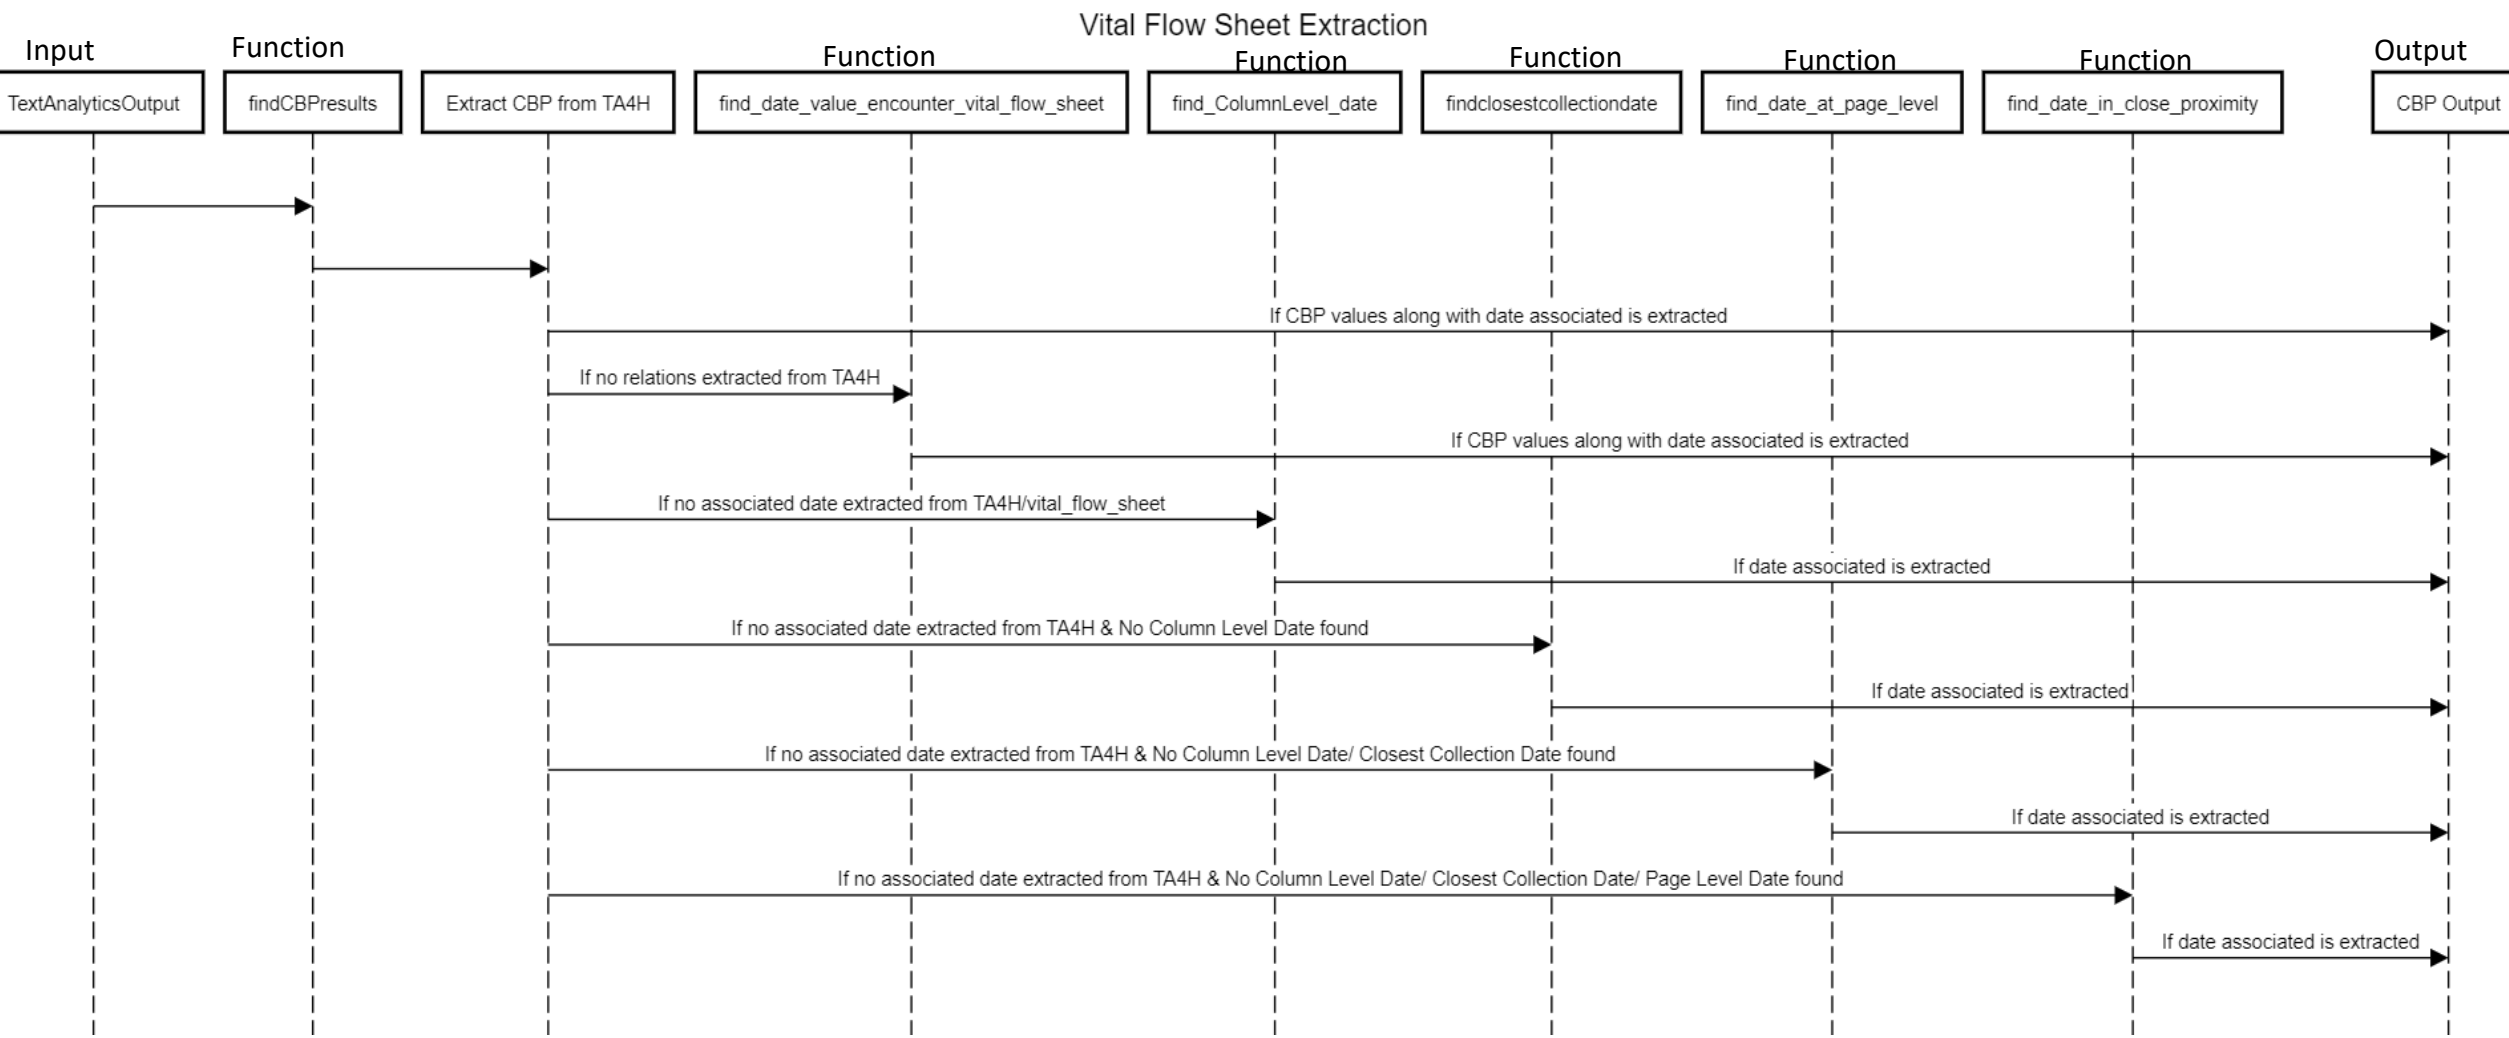 Vital Flow Sheet Extraction
Input
Function
Function
Function
Function
Function
Function
Output
TextAnalyticsOutput
findCBPresults
Extract CBP from TA4H
find_date_value_encounter_vital_flow_sheet
find_ColumnLevel_date
findclosestcollectiondate
find_date_at_page_level
find_date_in_close_proximity
CBP Output
If CBP values along with date associated is extracted
If no relations extracted from TA4H
If CBP values along with date associated is extracted
If no associated date extracted from TA4H/vital_flow_sheet
If date associated is extracted
If no associated date extracted from TA4H & No Column Level Date found
If date associated is extracted
If no associated date extracted from TA4H & No Column Level Date/ Closest Collection Date found
If date associated is extracted
If no associated date extracted from TA4H & No Column Level Date/ Closest Collection Date/ Page Level Date found
If date associated is extracted